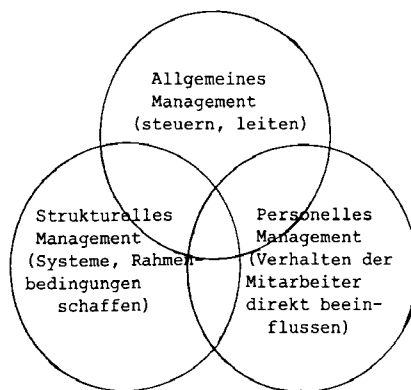 Allgemeines
Management
(steuern, leiten)
Strukturelles
Management
(Systeme, Rahmen-
bedingungen
schaffen)
Personelles
Management
(Verhalten der
Mitarbeiter
direkt beein-
flussen)